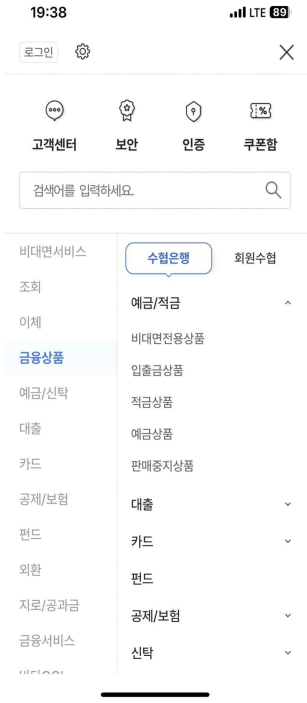 19:38
LTE 89
로그인
고객센터 보안 인증 쿠폰함
검색어를 입력하세요.
비대면서비스
조회
이체
금융상품
예금/신탁
대출
카드
공제/보험
펀드
외환
지로/공과금
금융서비스
수협은행 회원수협
예금/적금
비대면전용상품
입출금상품
적금상품
예금상품
판매중지상품
대출
카드
펀드
공제/보험
신탁